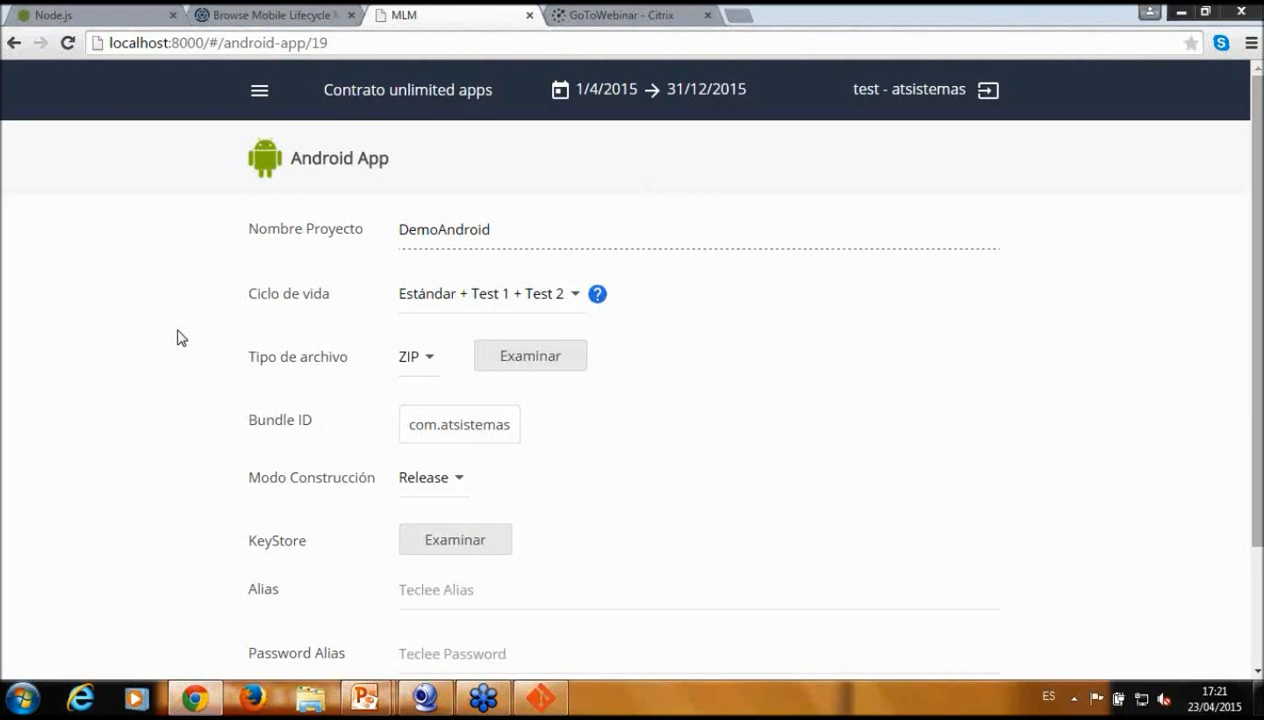 Node.js
Browse Mobile Lifecycle M
MLM
GoToWebinar - Citrix
localhost:8000/#/android-app/19
Contrato unlimited apps
1/4/2015 → 31/12/2015
test - atsistemas
Android App
Nombre Proyecto
DemoAndroid
Ciclo de vida
Estándar + Test 1 + Test 2
?
Tipo de archivo
ZIP
Examinar
Bundle ID
com.atsistemas
Modo Construcción
Release
KeyStore
Examinar
Alias
Teclee Alias
Password Alias
Teclee Password
ES
17:21
23/04/2015